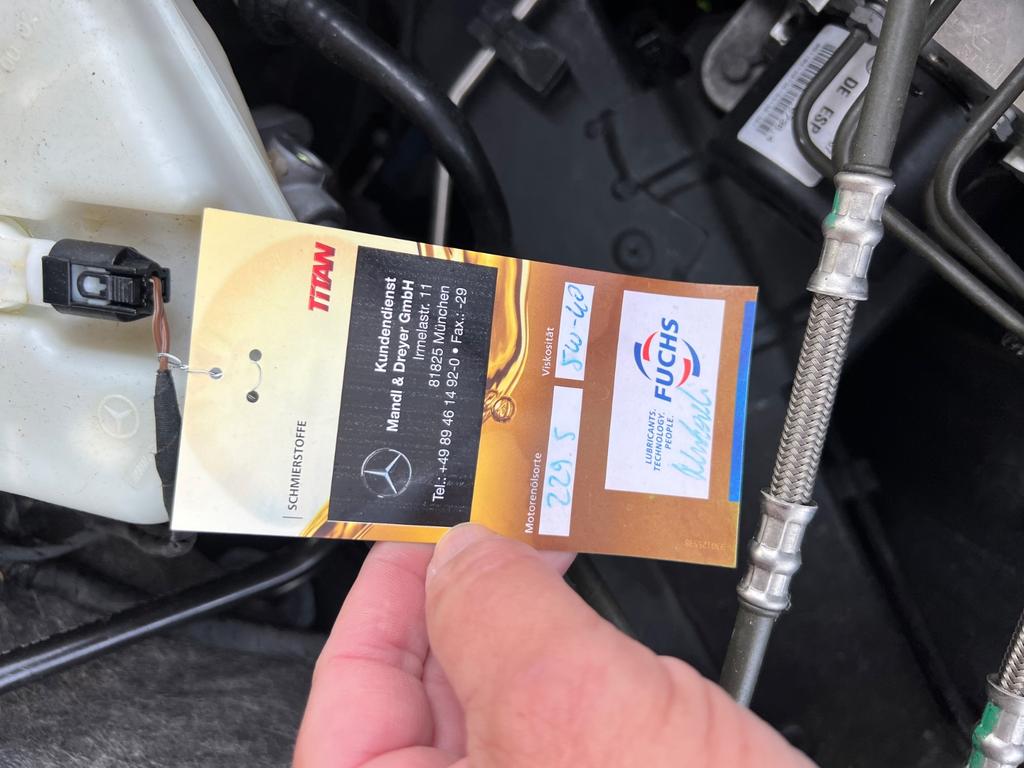 TITAN
SCHMIERSTOFFE
Kundendienst
Mandl & Dreyer GmbH
Irmelastr. 11
81825 München
Tel.: +49 89 46 14 92-0 • Fax.: -29
Motorenölsorte
229.5
Viskosität
5W-40
LUBRICANTS.
TECHNOLOGY.
PEOPLE.
FUCHS
DE ESP